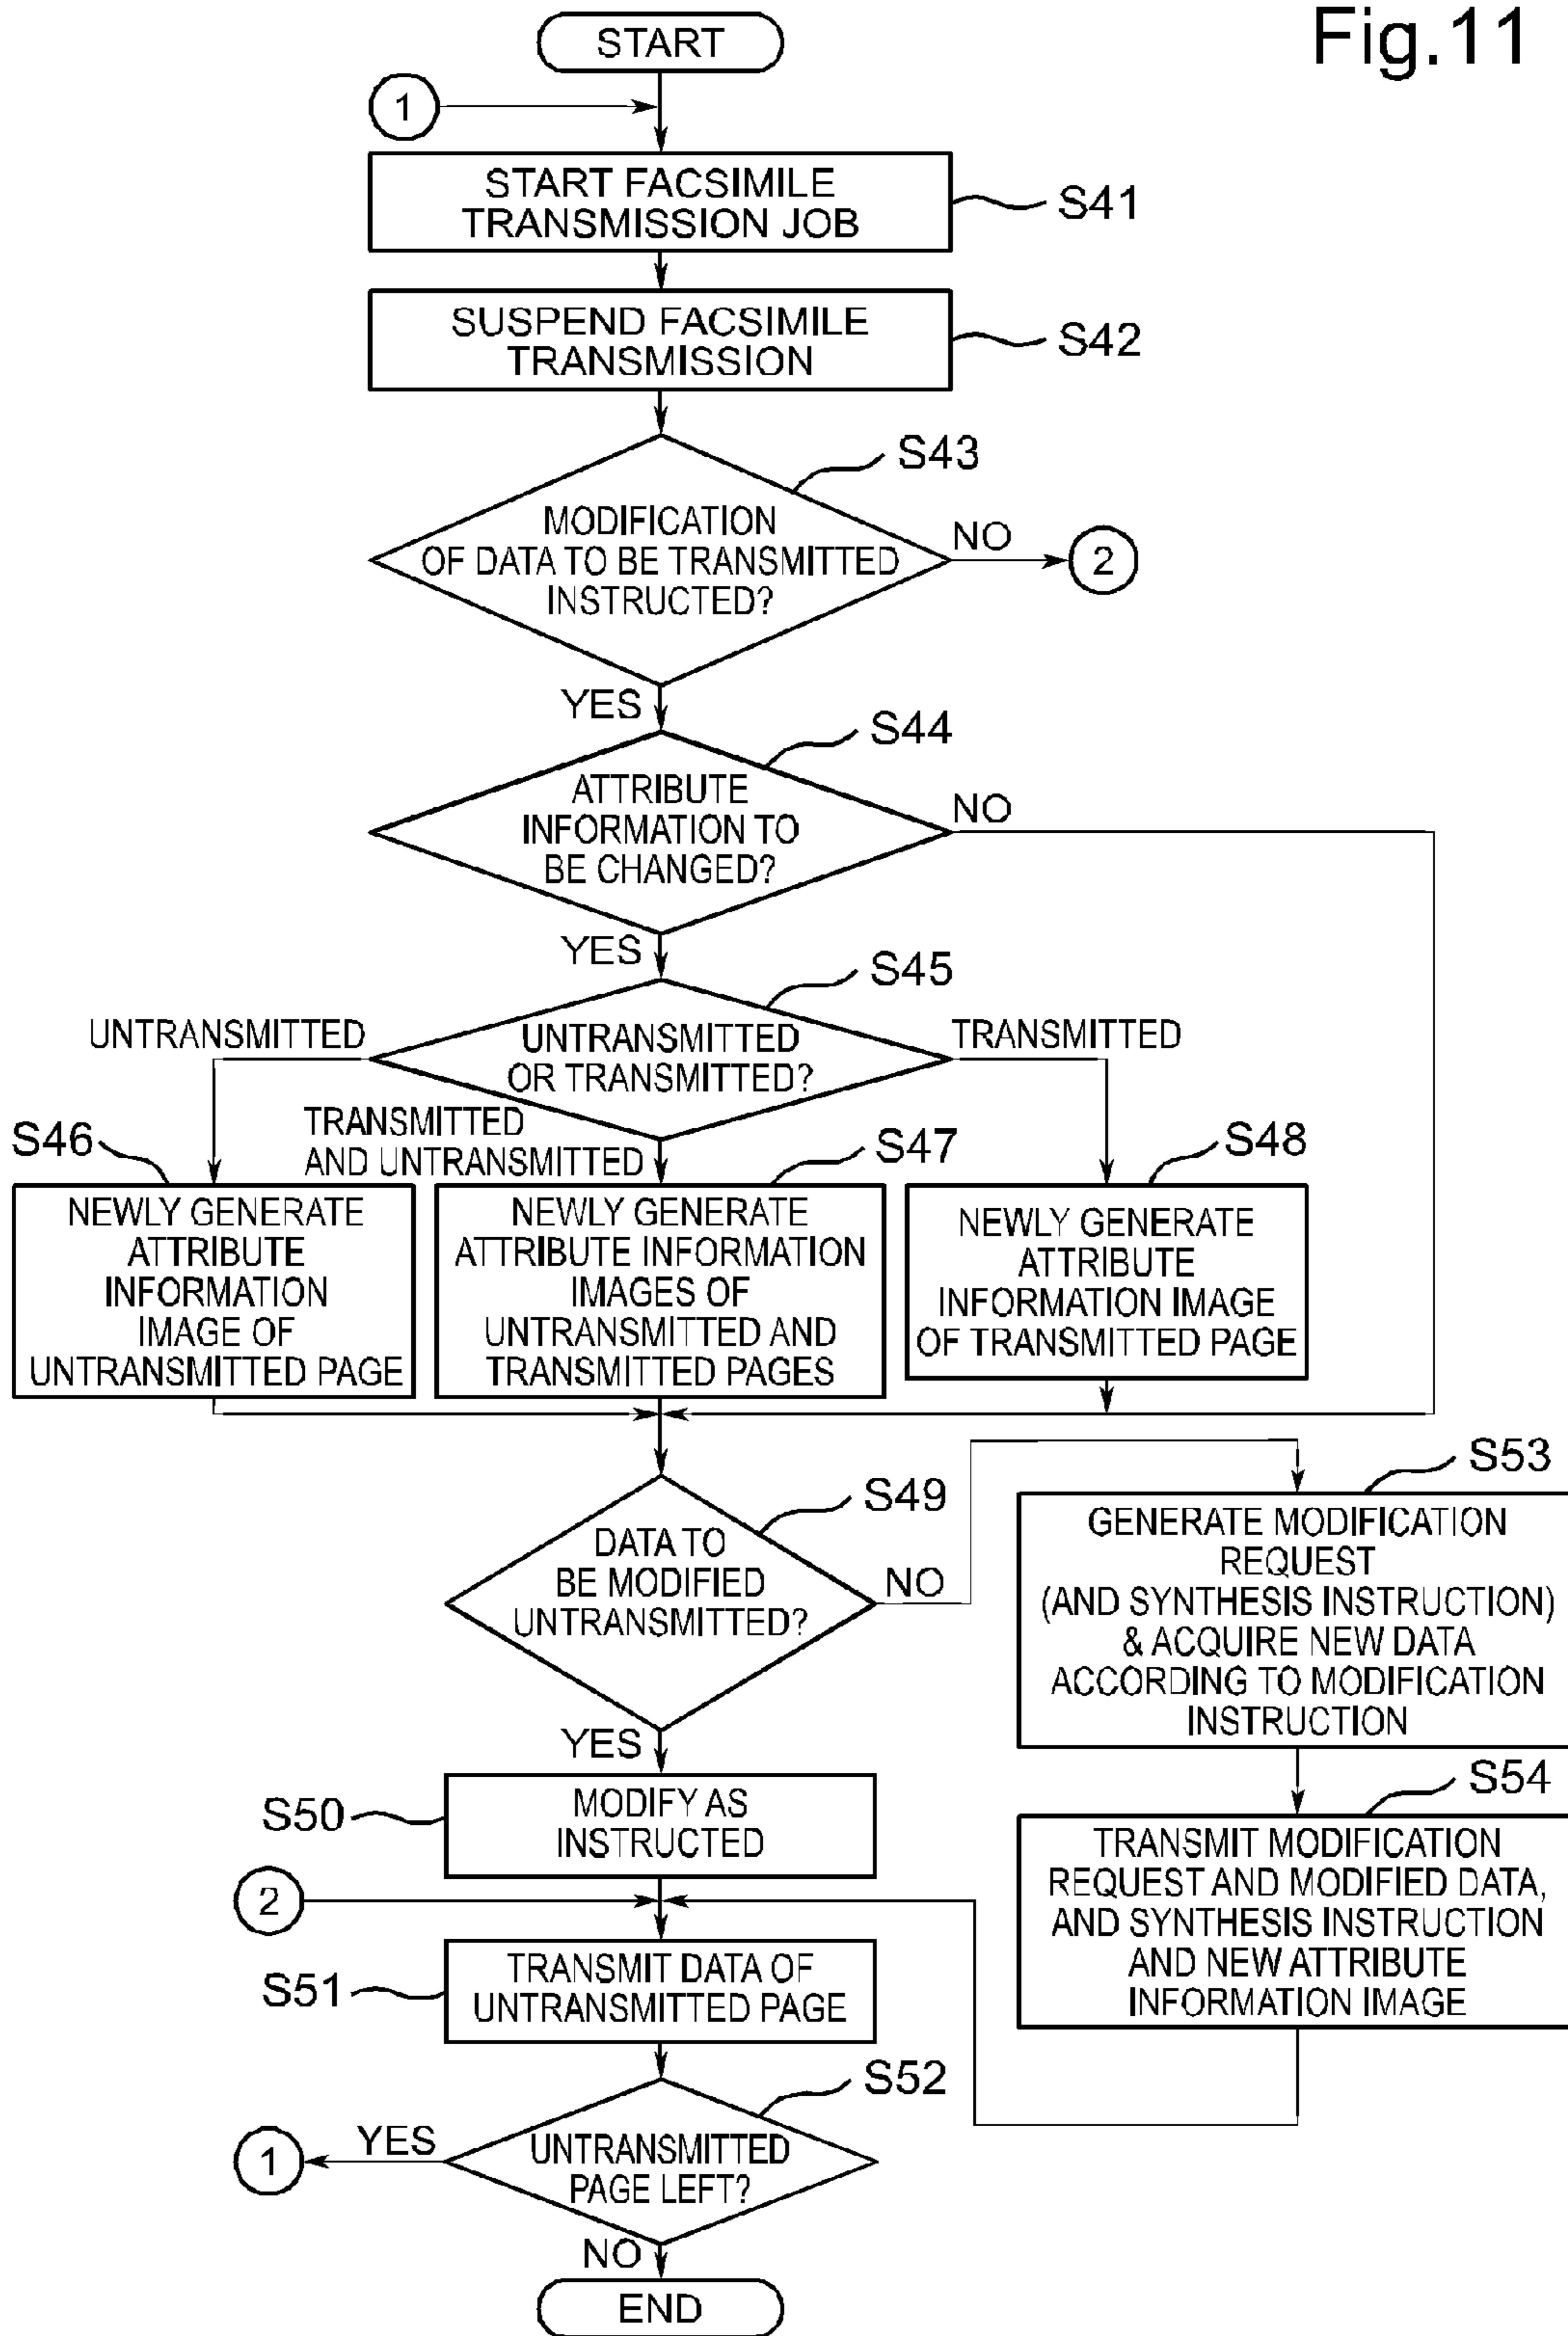 Fig.11
START
1
START FACSIMILE
TRANSMISSION JOB
S41
SUSPEND FACSIMILE
TRANSMISSION
S42
S43
MODIFICATION
OF DATA TO BE TRANSMITTED
INSTRUCTED?
NO
2
YES
S44
ATTRIBUTE
INFORMATION TO
BE CHANGED?
NO
YES
S45
UNTRANSMITTED
UNTRANSMITTED
OR TRANSMITTED?
TRANSMITTED
TRANSMITTED
AND UNTRANSMITTED
S46
NEWLY GENERATE
ATTRIBUTE
INFORMATION
IMAGE OF
UNTRANSMITTED PAGE
S47
NEWLY GENERATE
ATTRIBUTE INFORMATION
IMAGES OF
UNTRANSMITTED AND
TRANSMITTED PAGES
S48
NEWLY GENERATE
ATTRIBUTE
INFORMATION IMAGE
OF TRANSMITTED PAGE
S49
DATA TO
BE MODIFIED
UNTRANSMITTED?
NO
S53
GENERATE MODIFICATION
REQUEST
(AND SYNTHESIS INSTRUCTION)
& ACQUIRE NEW DATA
ACCORDING TO MODIFICATION
INSTRUCTION
YES
S50
MODIFY AS
INSTRUCTED
S54
TRANSMIT MODIFICATION
REQUEST AND MODIFIED DATA,
AND SYNTHESIS INSTRUCTION
AND NEW ATTRIBUTE
INFORMATION IMAGE
2
S51
TRANSMIT DATA OF
UNTRANSMITTED PAGE
S52
UNTRANSMITTED
PAGE LEFT?
YES
1
NO
END